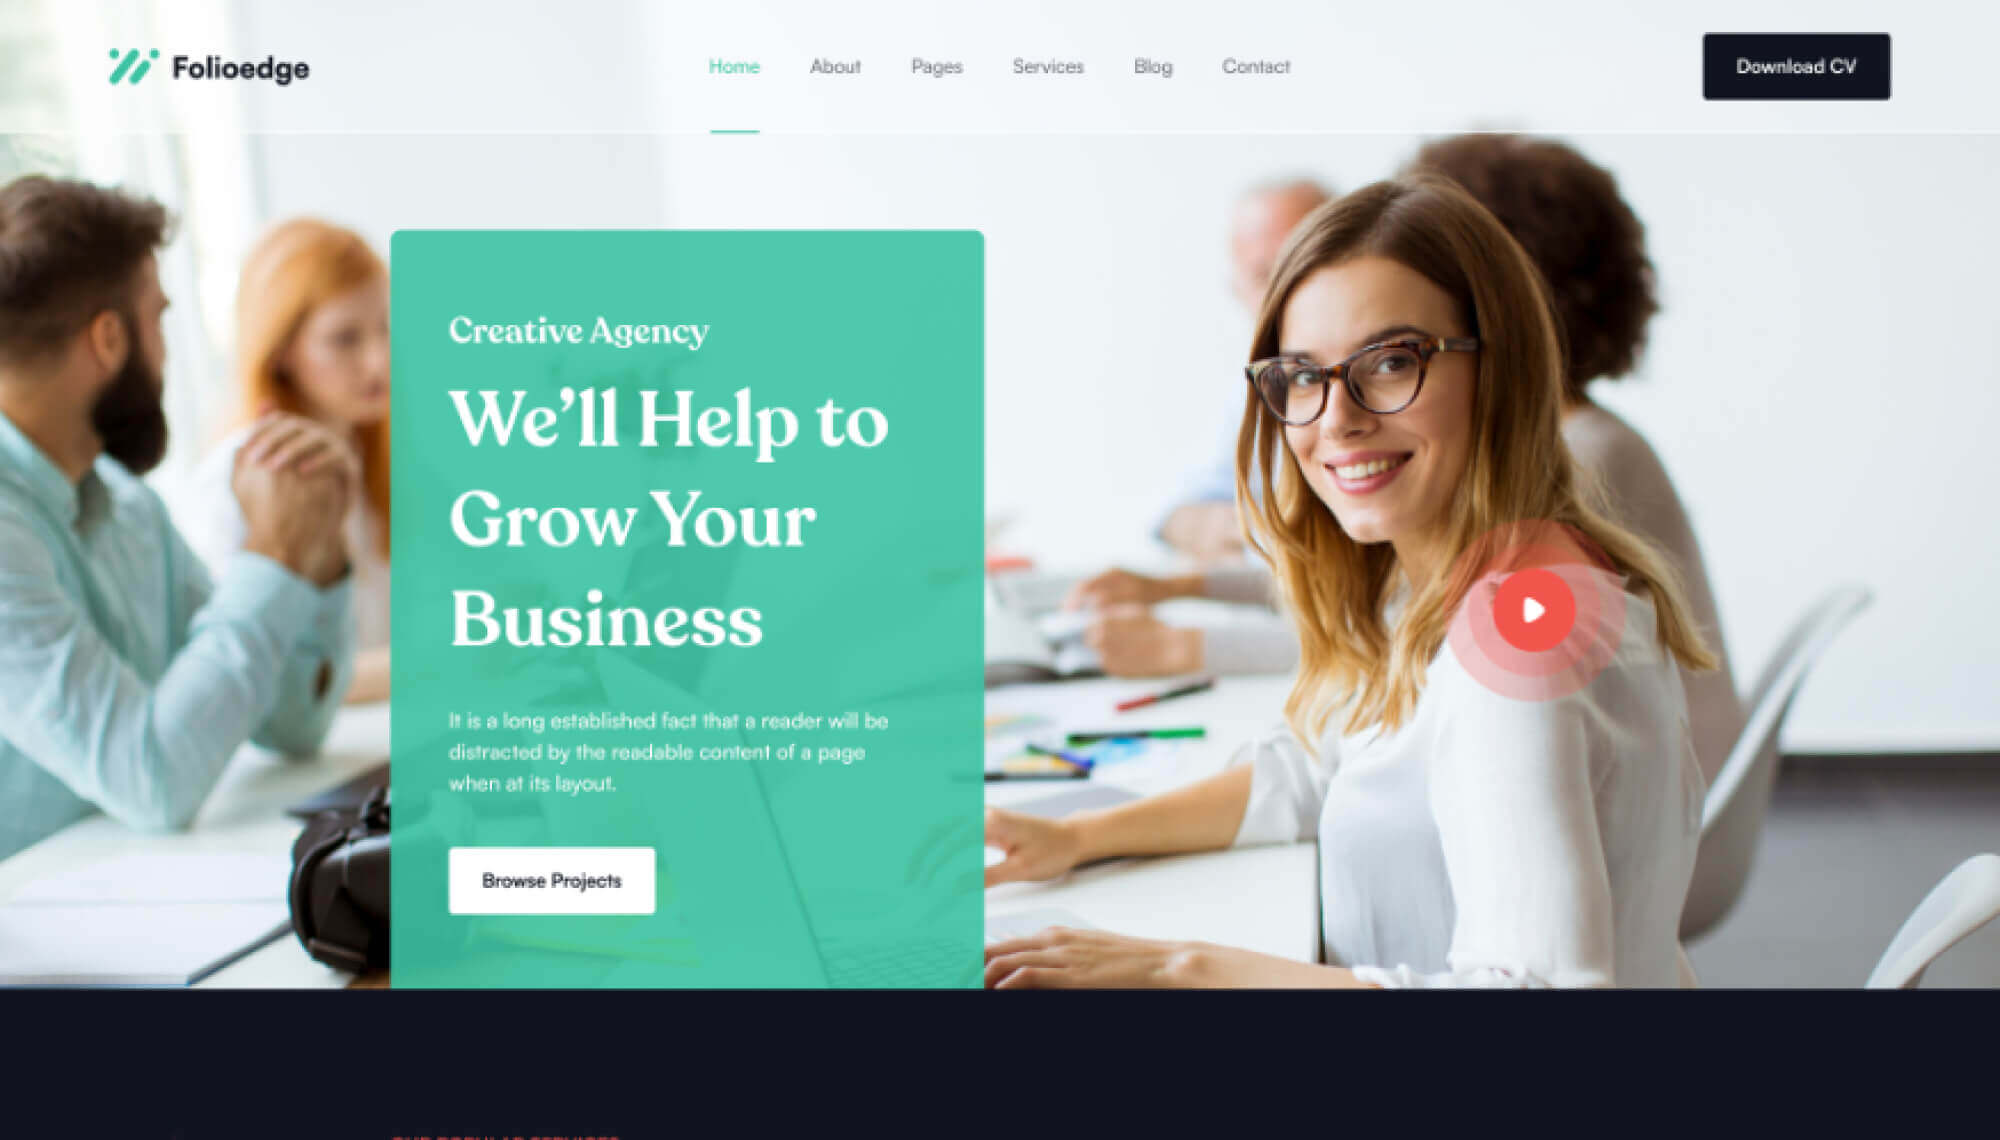 Folioedge
Home About Pages Services Blog Contact
Download CV
Creative Agency
We'll Help to
Grow Your
Business
It is a long established fact that a reader will be
distracted by the readable content of a page
when at its layout.
Browse Projects